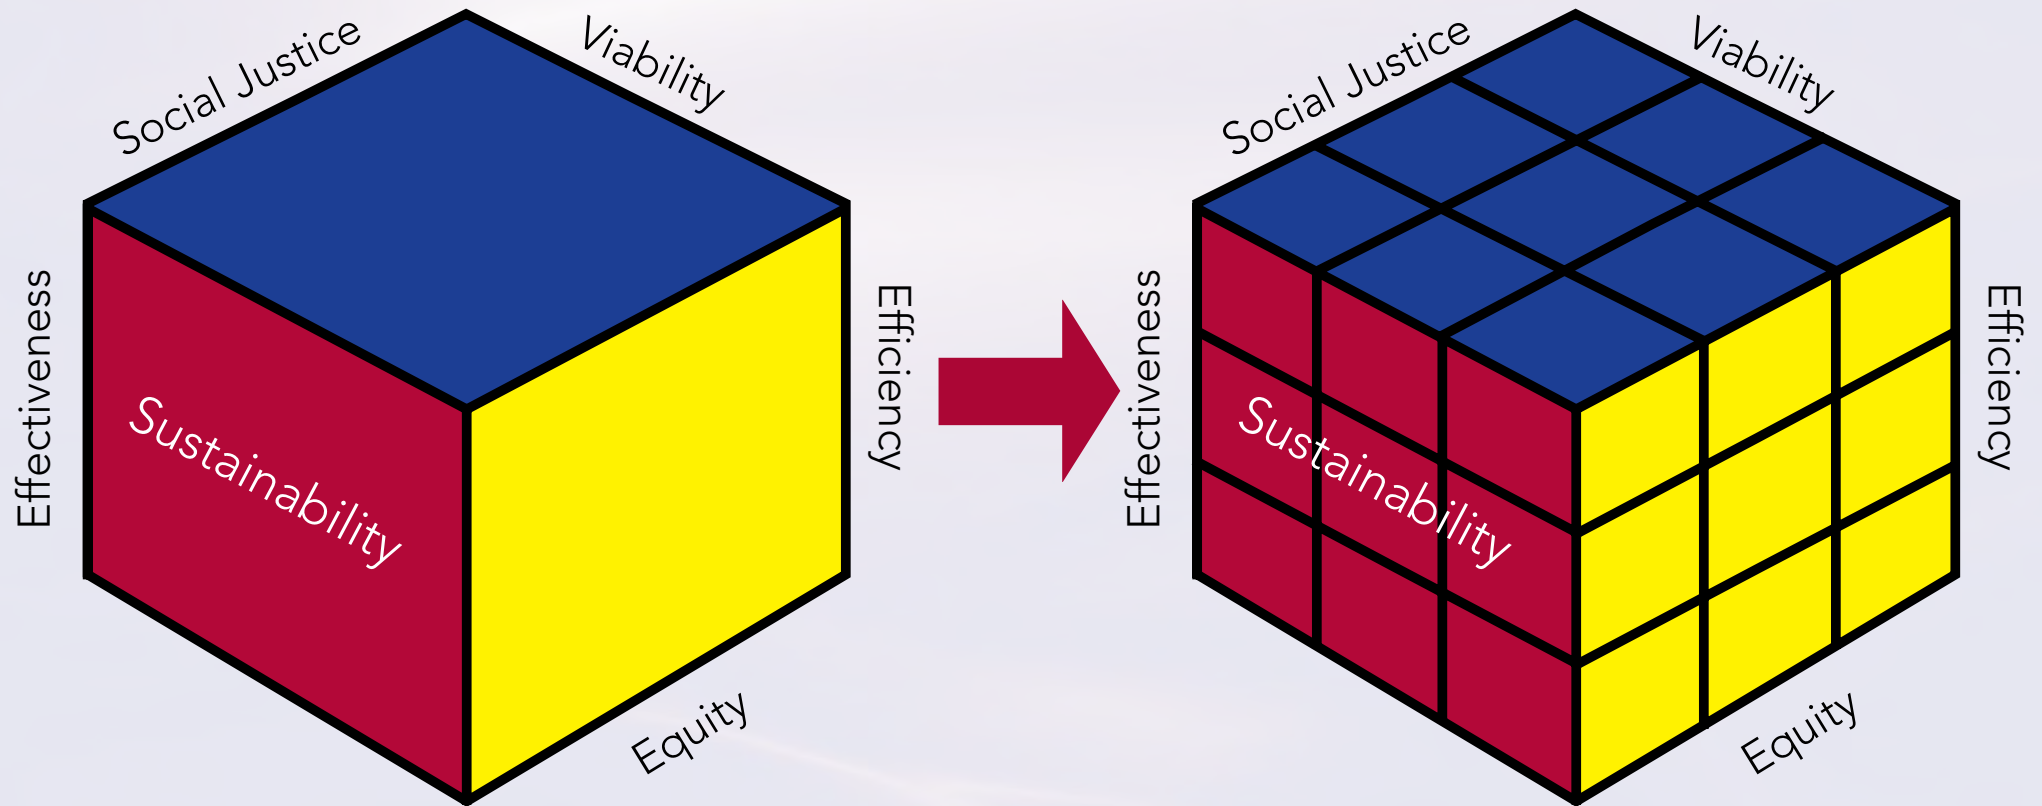 Social Justice
Viability
Effectiveness
Sustainability
Efficiency
Equity
Social Justice
Viability
Effectiveness
Sustainability
Efficiency
Equity